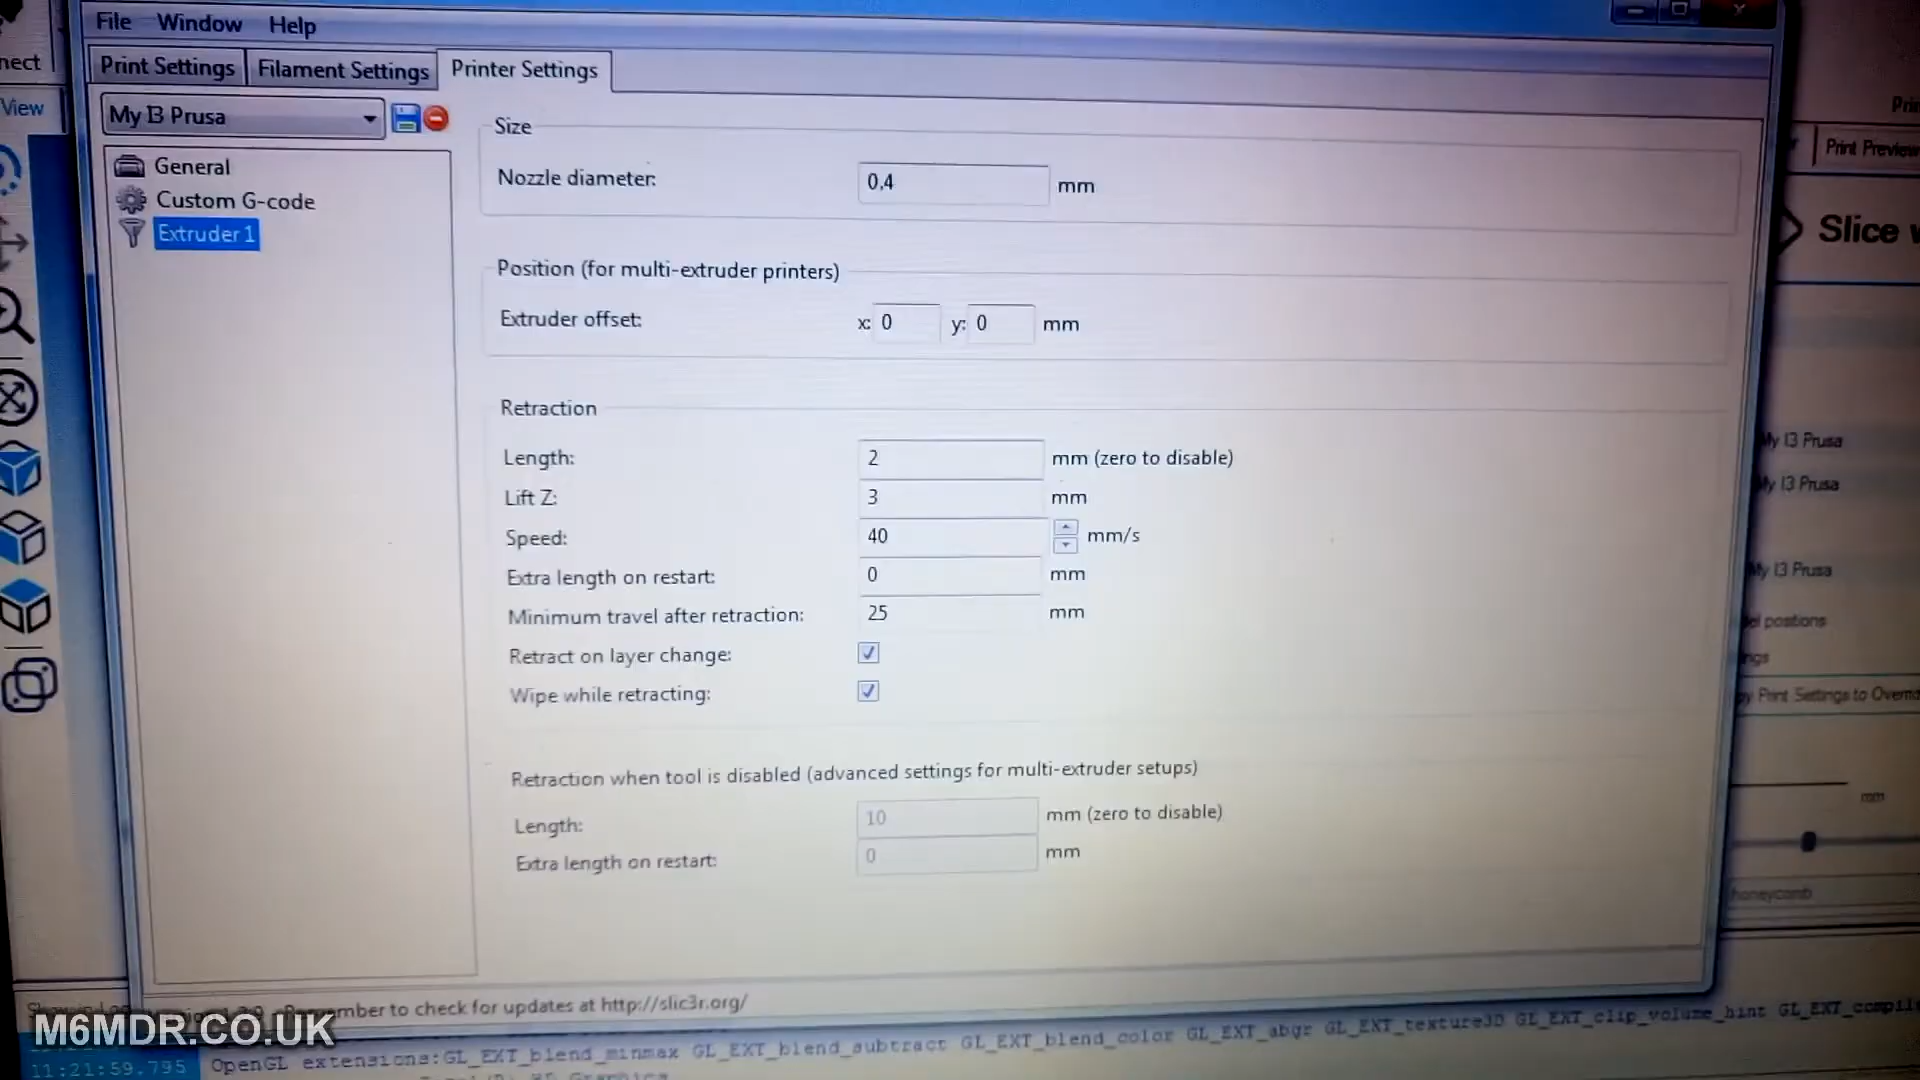 File Window Help
nect
Print Settings Filament Settings Printer Settings
View
My I3 Prusa
General
Custom G-code
Extruder 1
Size
Nozzle diameter: 0,4 mm
Position (for multi-extruder printers)
Extruder offset: x: 0 y: 0 mm
Retraction
Length: 2 mm (zero to disable)
Lift Z: 3 mm
Speed: 40 mm/s
Extra length on restart: 0 mm
Minimum travel after retraction: 25 mm
Retract on layer change:
Wipe while retracting:
Retraction when tool is disabled (advanced settings for multi-extruder setups)
Length: 10 mm (zero to disable)
Extra length on restart: 0 mm
Print Preview
Slice
My I3 Prusa
My I3 Prusa
My I3 Prusa
Print Settings to
mm
honeycomb
Remember to check for updates at http://slic3r.org/
M6MDR.CO.UK
11:21:59.795 OpenGL extensions:GL_EXT_blend_minmax GL_EXT_blend_subtract GL_EXT_blend_color GL_EXT_abgr GL_EXT_texture3D GL_EXT_clip_volume_hint